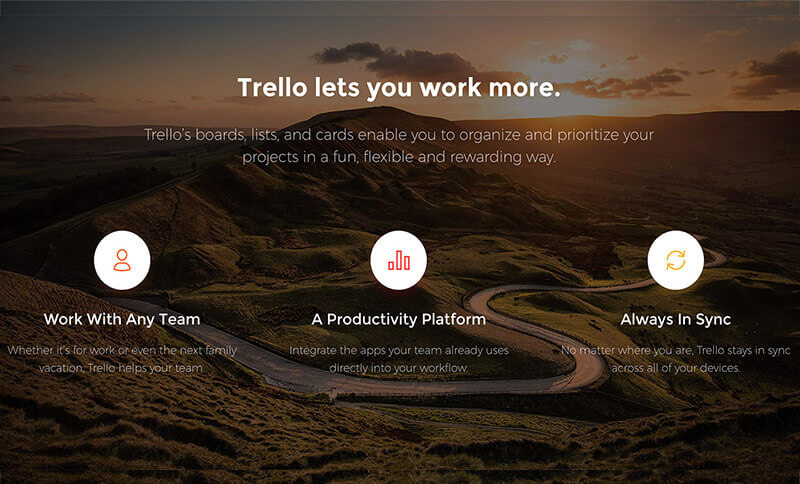 Trello lets you work more.
Trello's boards, lists, and cards enable you to organize and prioritize your
projects in a fun, flexible and rewarding way.
Work With Any Team
Whether it's for work or even the next family
vacation, Trello helps your team.
A Productivity Platform
Integrate the apps your team already uses
directly into your workflow.
Always In Sync
No matter where you are, Trello stays in sync
across all of your devices.